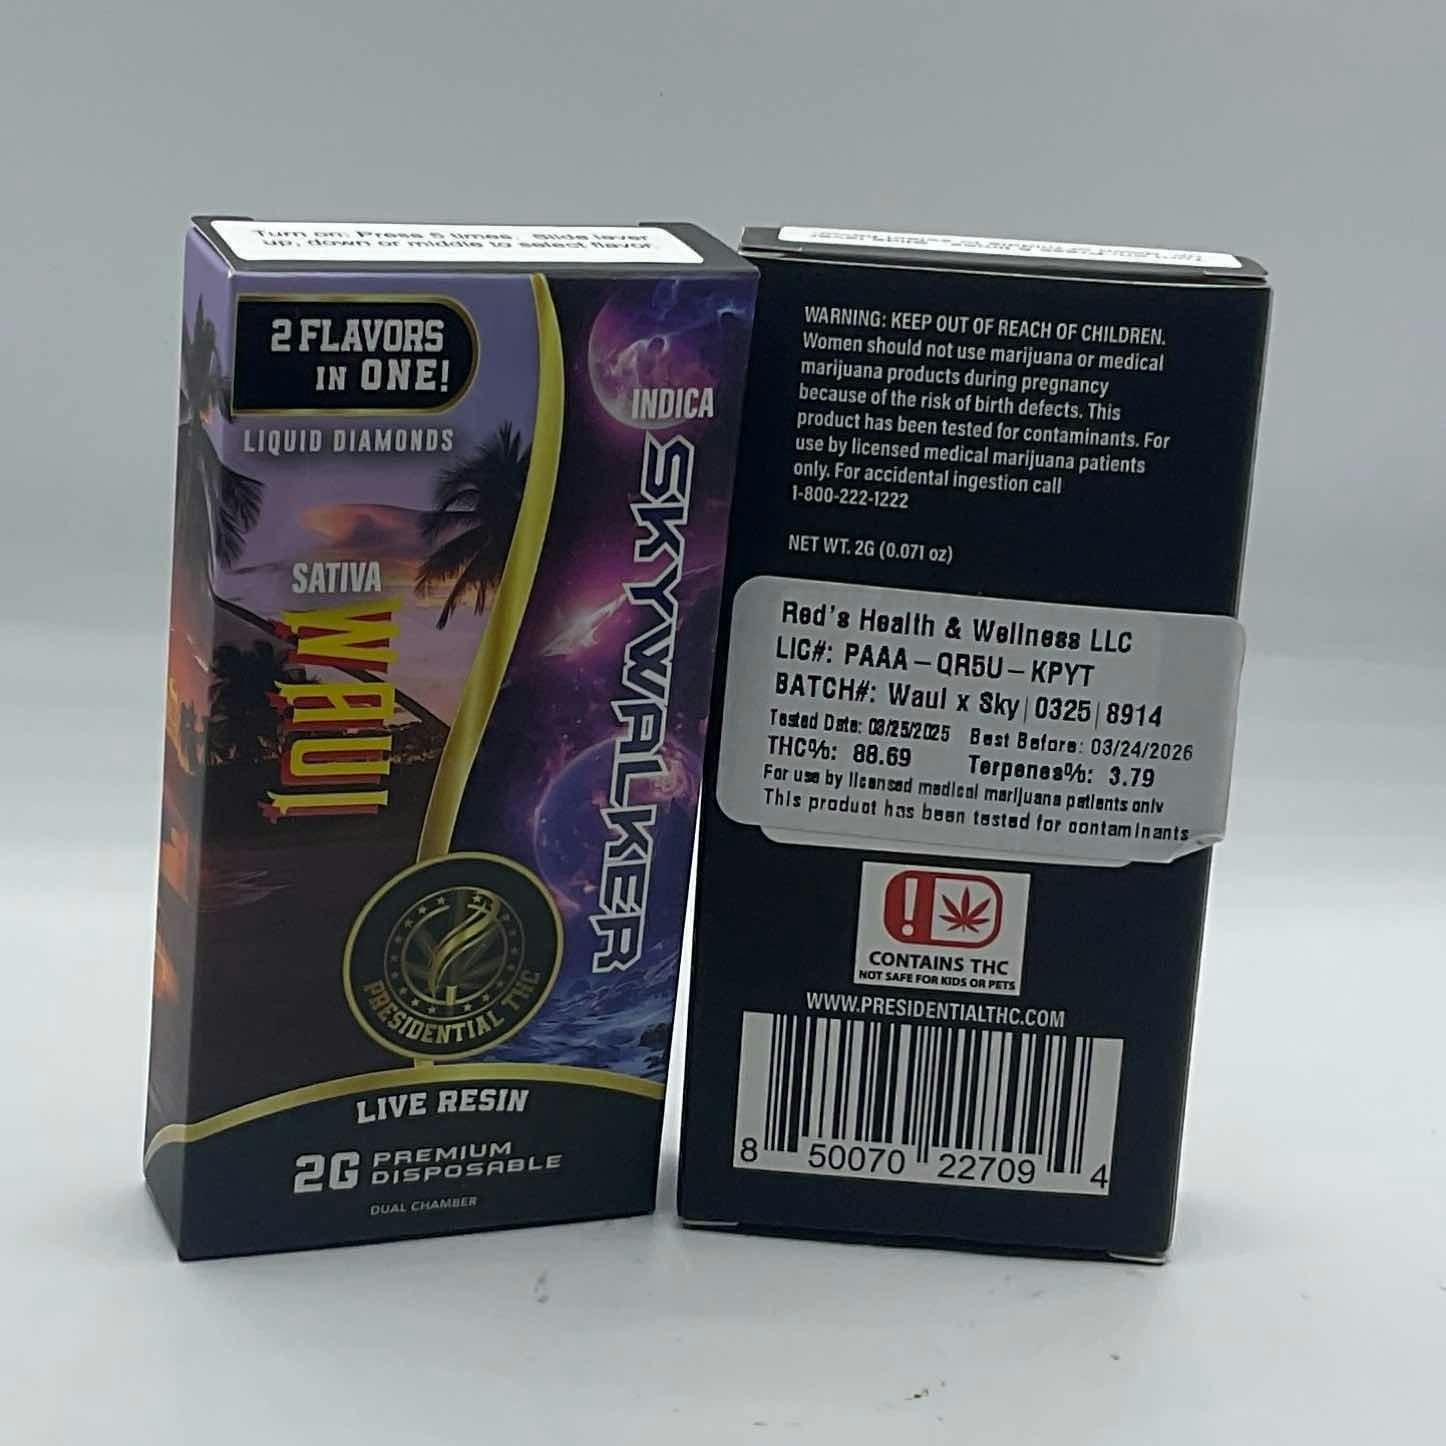 Turn on: Press 5 times. Slide lever
up, down or middle to select flavor.
2 FLAVORS
IN ONE!
LIQUID DIAMONDS
SATIVA
WAUI
INDICA
SKYWALKER
PRESIDENTIAL THC
LIVE RESIN
2G PREMIUM
DISPOSABLE
DUAL CHAMBER
WARNING: KEEP OUT OF REACH OF CHILDREN.
Women should not use marijuana or medical
marijuana products during pregnancy
because of the risk of birth defects. This
product has been tested for contaminants. For
use by licensed medical marijuana patients
only. For accidental ingestion call
1-800-222-1222
NET WT. 2G (0.071 oz)
Red's Health & Wellness LLC
LIC#: PAAA-QR5U-KPYT
BATCH#: Waui x Sky|0325|8914
Tested Date: 03/25/2025 Best Before: 03/24/2026
THC%: 88.69 Terpenes%: 3.79
For use by licensed medical marijuana patients only
This product has been tested for contaminants
CONTAINS THC
NOT SAFE FOR KIDS OR PETS
WWW.PRESIDENTIALTHC.COM
8 50070 22709 4